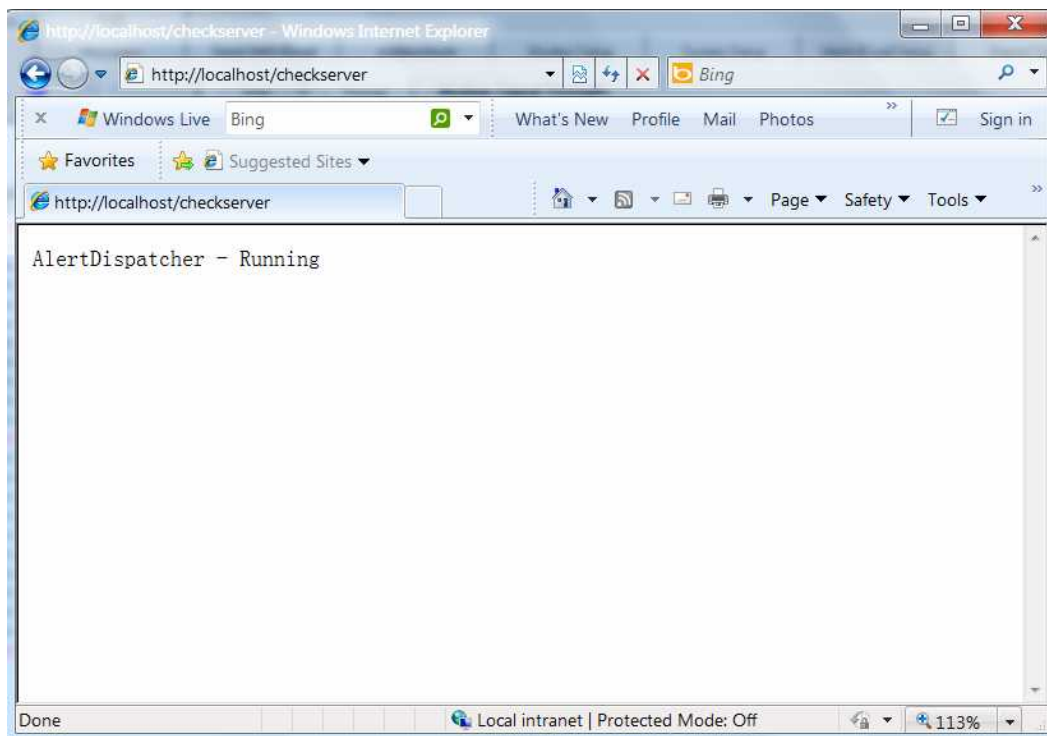 http://localhost/checkserver - Windows Internet Explorer
http://localhost/checkserver
Bing
x Windows Live Bing What's New Profile Mail Photos » Sign in
Favorites Suggested Sites
http://localhost/checkserver Page Safety Tools »
AlertDispatcher - Running
Done Local intranet | Protected Mode: Off 113%